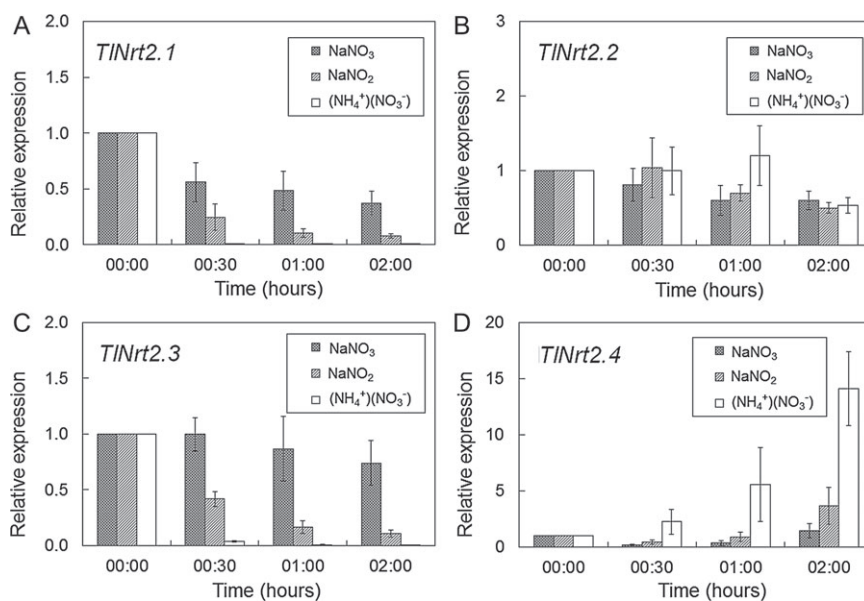 A
TlNrt2.1
Relative expression
2.0
1.5
1.0
0.5
0.0
NaNO₃
NaNO₂
(NH₄⁺)(NO₃⁻)
00:00 00:30 01:00 02:00
Time (hours)
B
TlNrt2.2
Relative expression
3
2
1
0
NaNO₃
NaNO₂
(NH₄⁺)(NO₃⁻)
00:00 00:30 01:00 02:00
Time (hours)
C
TlNrt2.3
Relative expression
2.0
1.5
1.0
0.5
0.0
NaNO₃
NaNO₂
(NH₄⁺)(NO₃⁻)
00:00 00:30 01:00 02:00
Time (hours)
D
TlNrt2.4
Relative expression
20
15
10
5
0
NaNO₃
NaNO₂
(NH₄⁺)(NO₃⁻)
00:00 00:30 01:00 02:00
Time (hours)